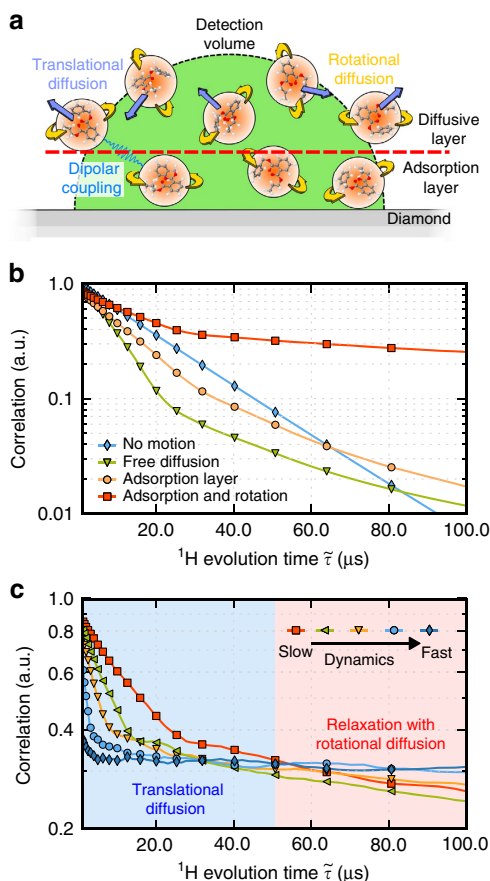 a
Detection
volume
Translational
diffusion
Rotational
diffusion
Diffusive
layer
Dipolar
coupling
Adsorption
layer
Diamond
b
1.0
0.1
0.01
Correlation (a.u.)
No motion
Free diffusion
Adsorption layer
Adsorption and rotation
20.0 40.0 60.0 80.0 100.0
¹H evolution time τ̃ (μs)
c
1.0
0.8
0.6
0.4
0.2
Correlation (a.u.)
Slow Fast
Dynamics
Relaxation with
rotational diffusion
Translational
diffusion
20.0 40.0 60.0 80.0 100.0
¹H evolution time τ̃ (μs)